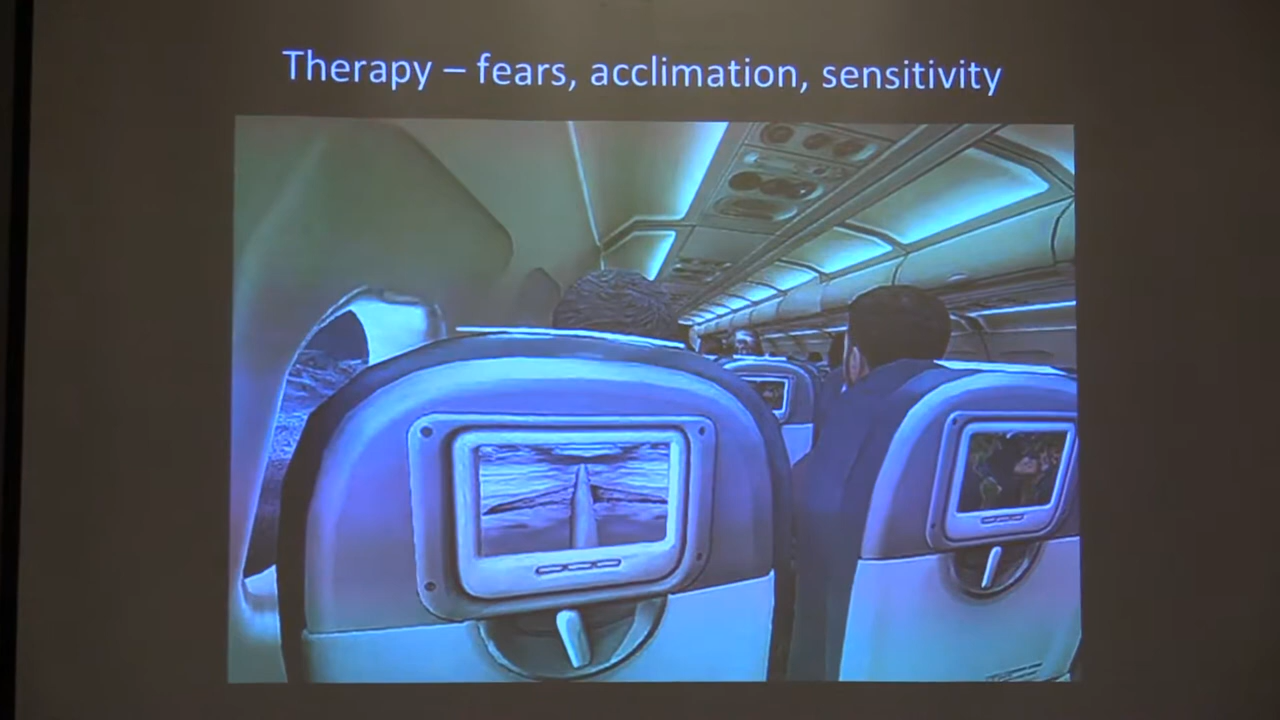 Therapy – fears, acclimation, sensitivity